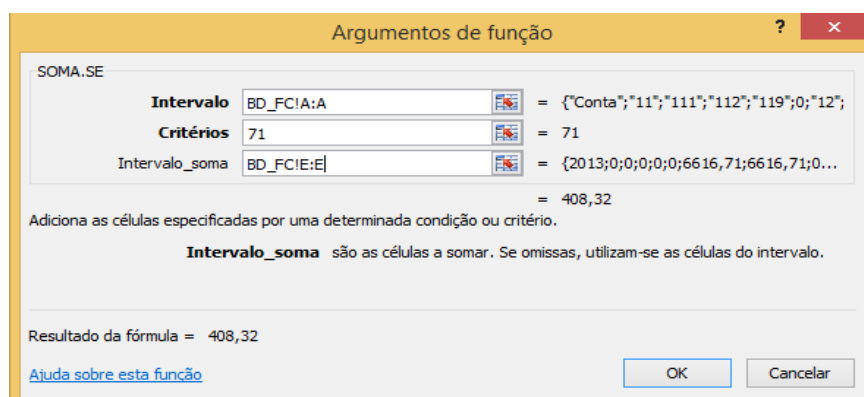 Argumentos de função ? ×
SOMA.SE
Intervalo BD_FC!A:A = {"Conta";"11";"111";"112";"119";0;"12";
Critérios 71 = 71
Intervalo_soma BD_FC!E:E = {2013;0;0;0;0;0;6616,71;6616,71;0...
= 408,32
Adiciona as células especificadas por uma determinada condição ou critério.
Intervalo_soma são as células a somar. Se omissas, utilizam-se as células do intervalo.
Resultado da fórmula = 408,32
Ajuda sobre esta função OK Cancelar